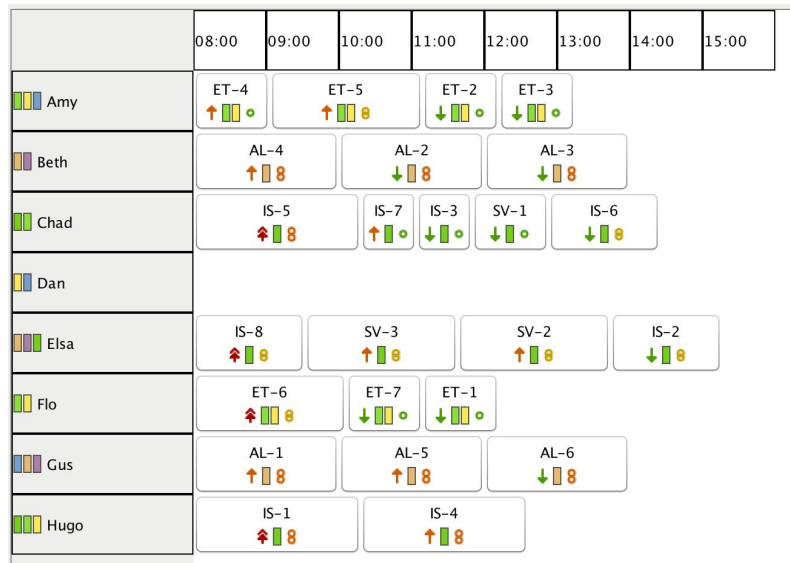 08:00 09:00 10:00 11:00 12:00 13:00 14:00 15:00
Amy ET-4 ET-5 ET-2 ET-3
Beth AL-4 AL-2 AL-3
Chad IS-5 IS-7 IS-3 SV-1 IS-6
Dan
Elsa IS-8 SV-3 SV-2 IS-2
Flo ET-6 ET-7 ET-1
Gus AL-1 AL-5 AL-6
Hugo IS-1 IS-4